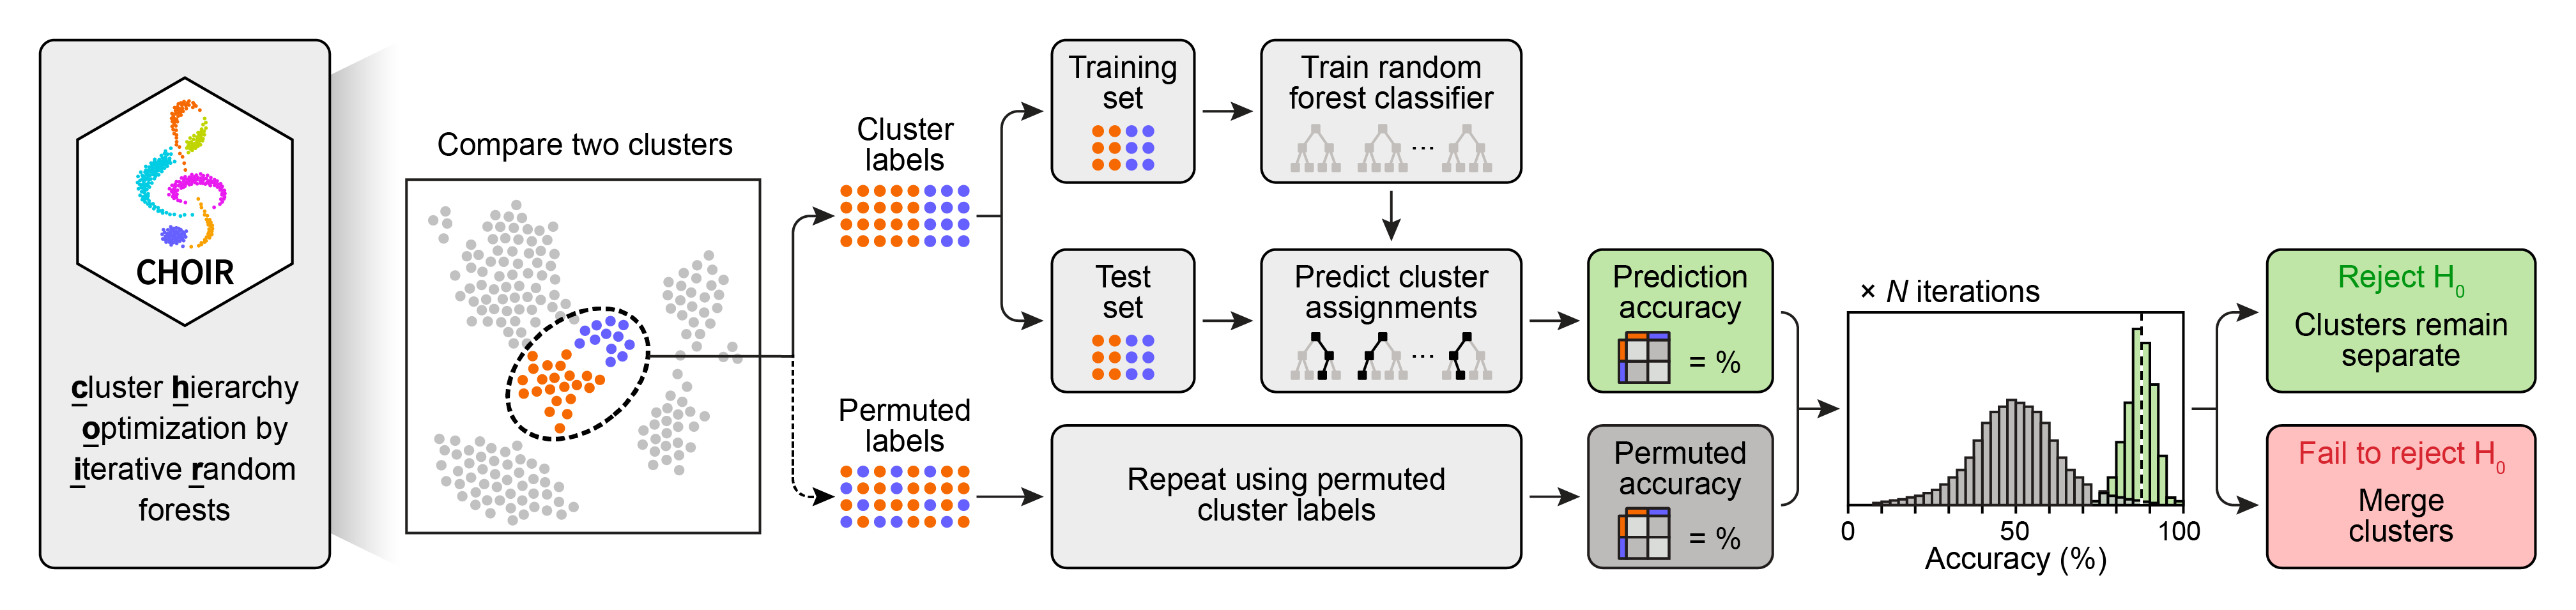 CHOIR
cluster hierarchy
optimization by
iterative random
forests
Compare two clusters
Cluster
labels
Permuted
labels
Training
set
Train random
forest classifier
...
Test
set
Predict cluster
assignments
...
Prediction
accuracy
= %
Repeat using permuted
cluster labels
Permuted
accuracy
= %
× N iterations
0 50 100
Accuracy (%)
Reject H0
Clusters remain
separate
Fail to reject H0
Merge
clusters